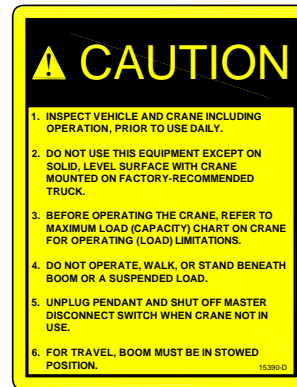 CAUTION
1. INSPECT VEHICLE AND CRANE INCLUDING
OPERATION, PRIOR TO USE DAILY.
2. DO NOT USE THIS EQUIPMENT EXCEPT ON
SOLID, LEVEL SURFACE WITH CRANE
MOUNTED ON FACTORY-RECOMMENDED
TRUCK.
3. BEFORE OPERATING THE CRANE, REFER TO
MAXIMUM LOAD (CAPACITY) CHART ON CRANE
FOR OPERATING (LOAD) LIMITATIONS.
4. DO NOT OPERATE, WALK, OR STAND BENEATH
BOOM OR A SUSPENDED LOAD.
5. UNPLUG PENDANT AND SHUT OFF MASTER
DISCONNECT SWITCH WHEN CRANE NOT IN
USE.
6. FOR TRAVEL, BOOM MUST BE IN STOWED
POSITION. 15390-D